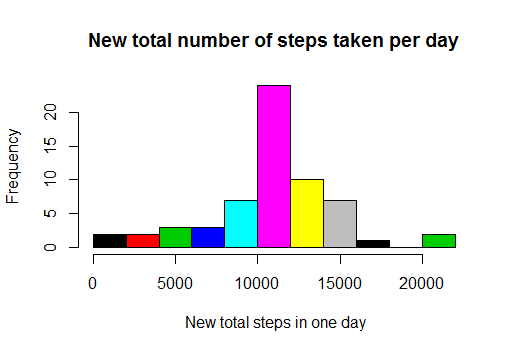 New total number of steps taken per day
Frequency
20
15
10
5
0
0 5000 10000 15000 20000
New total steps in one day